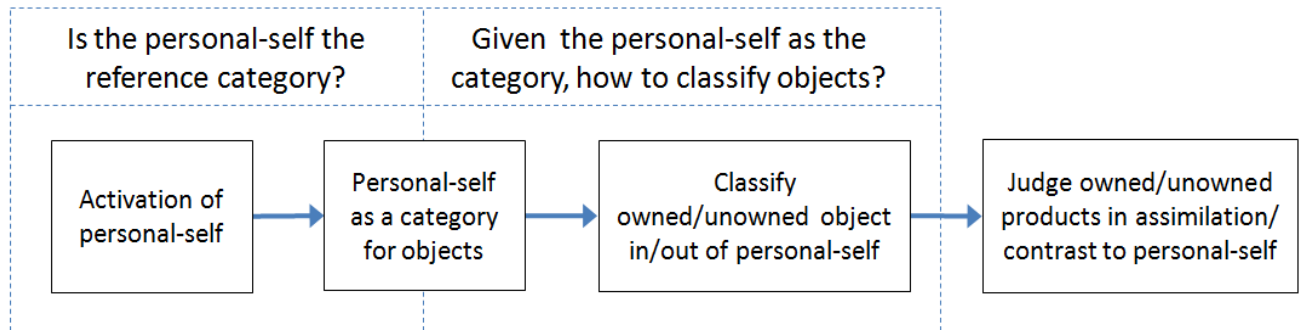 Is the personal-self the
reference category?
Given the personal-self as the
category, how to classify objects?
Activation of
personal-self
Personal-self
as a category
for objects
Classify
owned/unowned object
in/out of personal-self
Judge owned/unowned
products in assimilation/
contrast to personal-self